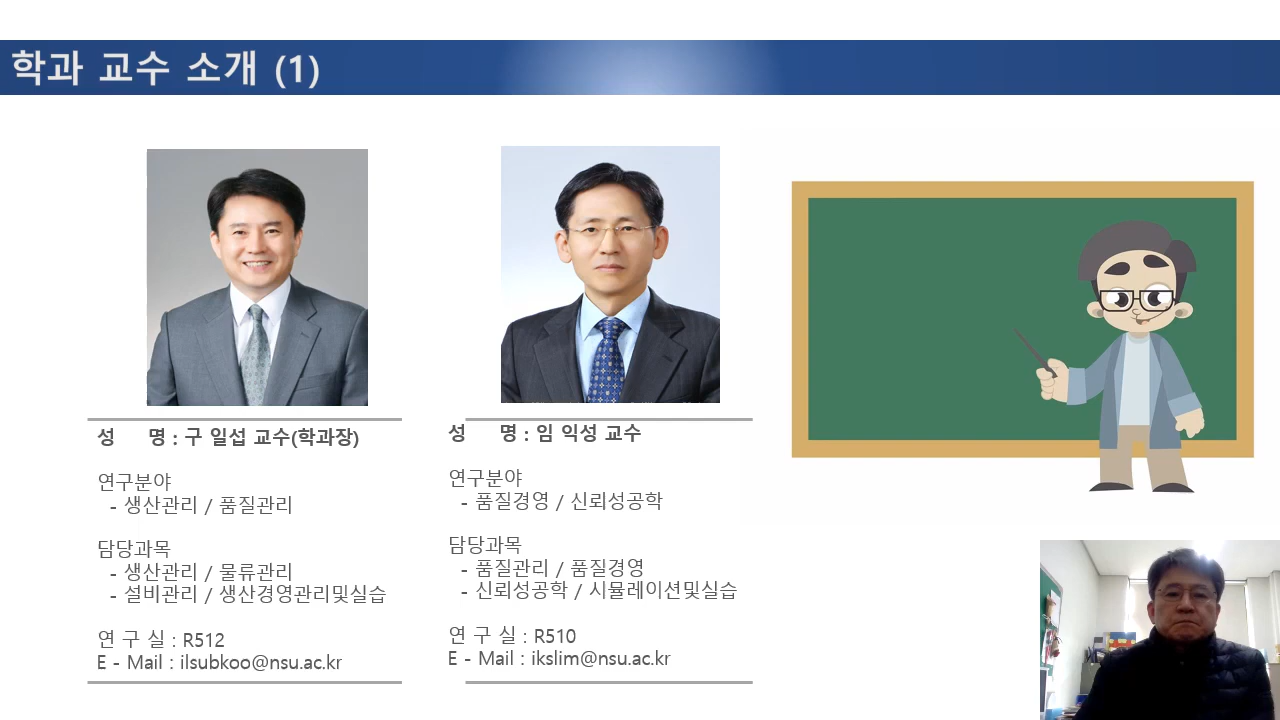 학과 교수 소개 (1)
성 명 : 구 일섭 교수(학과장)
연구분야
- 생산관리 / 품질관리
담당과목
- 생산관리 / 물류관리
- 설비관리 / 생산경영관리및실습
연 구 실 : R512
E - Mail : ilsubkoo@nsu.ac.kr
성 명 : 임 익성 교수
연구분야
- 품질경영 / 신뢰성공학
담당과목
- 품질관리 / 품질경영
- 신뢰성공학 / 시뮬레이션및실습
연 구 실 : R510
E - Mail : ikslim@nsu.ac.kr